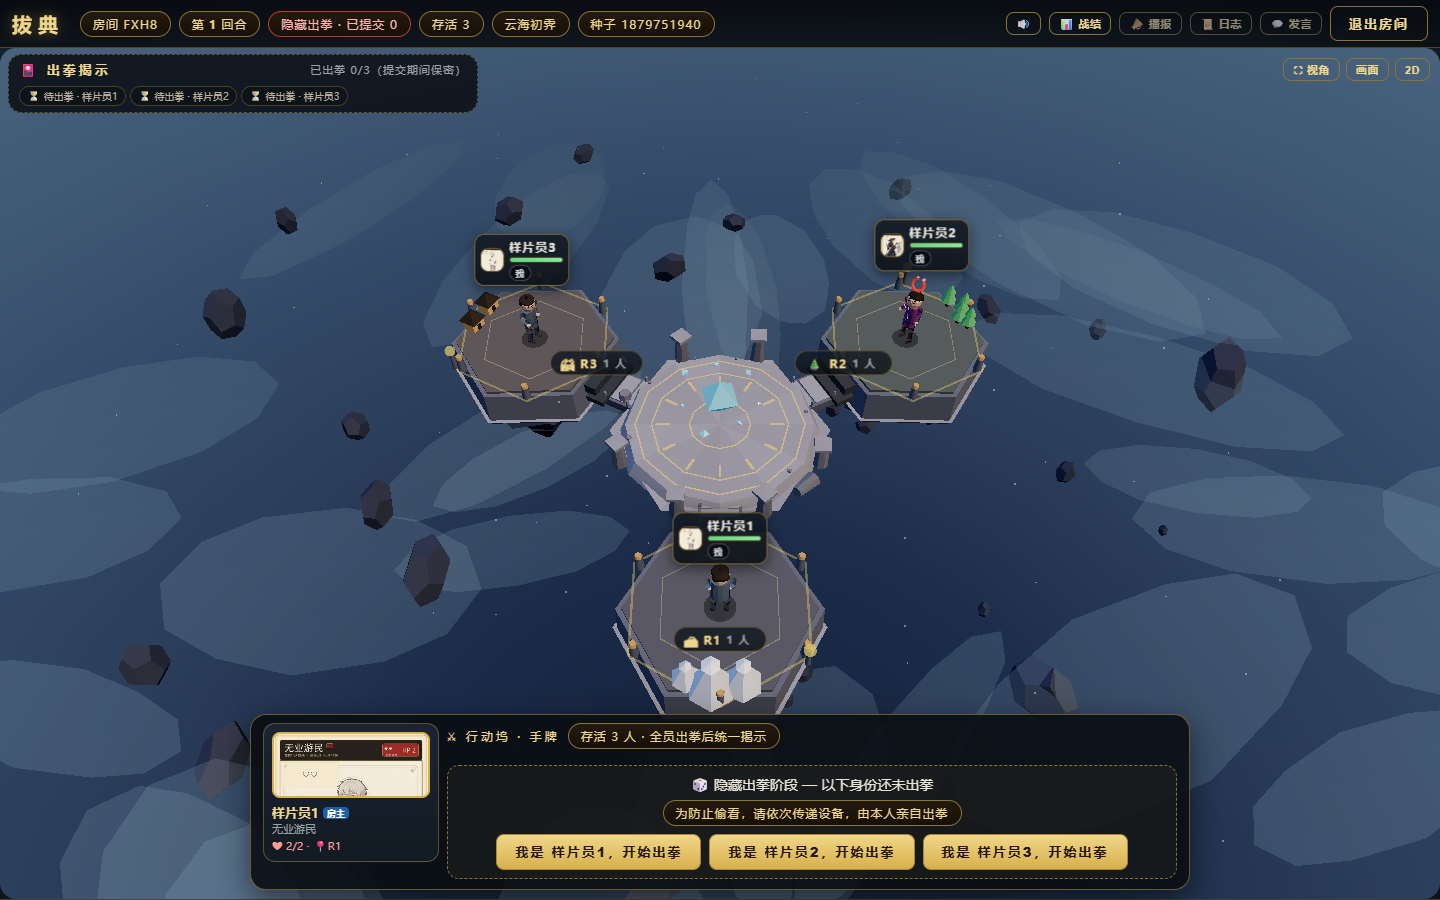 拔典
房间 FXH8
第 1 回合
隐藏出拳 · 已提交 0
存活 3
云海初霁
种子 1879751940
战绩
播报
日志
发言
退出房间
出拳揭示
已出拳 0/3（提交期间保密）
待出拳 · 样片员1
待出拳 · 样片员2
待出拳 · 样片员3
视角
画面
2D
样片员3
我
样片员2
我
R3 1 人
R2 1 人
样片员1
我
R1 1 人
无业游民
HP 2
样片员1 房主
无业游民
2/2 · R1
行动坞 · 手牌
存活 3 人 · 全员出拳后统一揭示
隐藏出拳阶段 — 以下身份还未出拳
为防止偷看，请依次传递设备，由本人亲自出拳
我是 样片员1，开始出拳
我是 样片员2，开始出拳
我是 样片员3，开始出拳